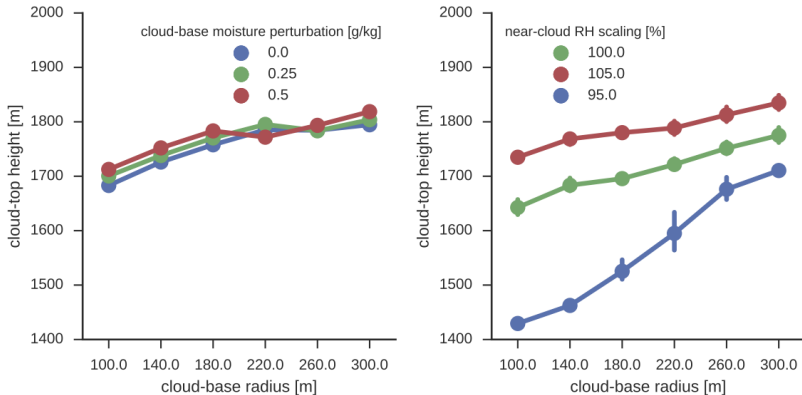 cloud-base moisture perturbation [g/kg]
0.0
0.25
0.5
2000
1900
1800
1700
1600
1500
1400
cloud-top height [m]
100.0 140.0 180.0 220.0 260.0 300.0
cloud-base radius [m]
near-cloud RH scaling [%]
100.0
105.0
95.0
2000
1900
1800
1700
1600
1500
1400
cloud-top height [m]
100.0 140.0 180.0 220.0 260.0 300.0
cloud-base radius [m]